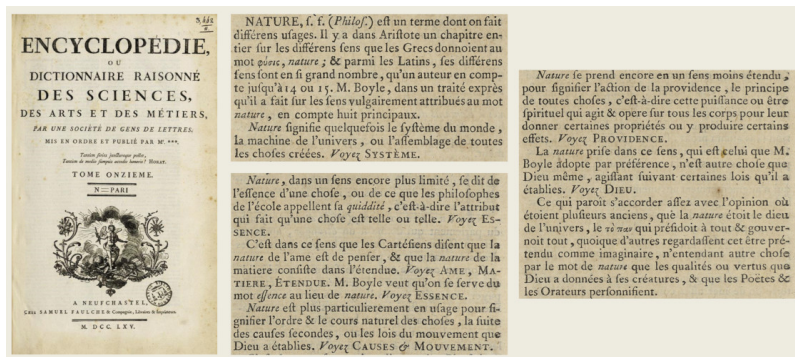 ENCYCLOPÉDIE,
OU
DICTIONNAIRE RAISONNÉ
DES SCIENCES,
DES ARTS ET DES MÉTIERS,
PAR UNE SOCIÉTÉ DE GENS DE LETTRES.
MIS EN ORDRE ET PUBLIÉ PAR Mr ***.
Tantùm series juncturaque pollet,
Tantùm de medio sumptis accedit honoris! HORAT.
TOME ONZIEME.
N=PARI
A NEUFCHASTEL,
Chez SAMUEL FAULCHE & Compagnie, Libraires & Imprimeurs.
M. DCC. LXV.
NATURE, ſ. f. (Philoſ.) eſt un terme dont on fait
différens uſages. Il y a dans Ariſtote un chapitre en-
tier ſur les différens ſens que les Grecs donnoient au
mot φύσις, nature ; & parmi les Latins, ſes différens
ſens ſont en ſi grand nombre, qu'un auteur en comp-
te juſqu'à 14 ou 15. M. Boyle, dans un traité exprès
qu'il a fait ſur les ſens vulgairement attribués au mot
nature, en compte huit principaux.
Nature ſignifie quelquefois le ſyſtème du monde,
la machine de l'univers, ou l'aſſemblage de toutes
les choſes créées. Voyez SYSTÈME.
Nature, dans un ſens encore plus limité, ſe dit de
l'eſſence d'une choſe, ou de ce que les philoſophes
de l'école appellent ſa quiddité, c'eſt-à-dire l'attribut
qui fait qu'une choſe eſt telle ou telle. Voyez ES-
SENCE.
C'eſt dans ce ſens que les Cartéſiens diſent que la
nature de l'ame eſt de penſer, & que la nature de la
matiere conſiſte dans l'étendue. Voyez AME, MA-
TIERE, ÉTENDUE. M. Boyle veut qu'on ſe ſerve du
mot eſſence au lieu de nature. Voyez ESSENCE.
Nature eſt plus particulierement en uſage pour ſi-
gnifier l'ordre & le cours naturel des choſes, la ſuite
des cauſes ſecondes, ou les lois du mouvement que
Dieu a établies. Voyez CAUSES & MOUVEMENT.
Nature ſe prend encore en un ſens moins étendu,
pour ſignifier l'action de la providence, le principe
de toutes choſes, c'eſt-à-dire cette puiſſance ou être
ſpirituel qui agit & opere ſur tous les corps pour leur
donner certaines propriétés ou y produire certains
effets. Voyez PROVIDENCE.
La nature priſe dans ce ſens, qui eſt celui que M.
Boyle adopte par préférence, n'eſt autre choſe que
Dieu même, agiſſant ſuivant certaines lois qu'il a
établies. Voyez DIEU.
Ce qui paroît s'accorder aſſez avec l'opinion où
étoient pluſieurs anciens, que la nature étoit le dieu
de l'univers, le τὸ παν qui préſidoit à tout & gouver-
noit tout, quoique d'autres regardaſſent cet être pré-
tendu comme imaginaire, n'entendant autre choſe
par le mot de nature que les qualités ou vertus que
Dieu a données à ſes créatures, & que les Poëtes &
les Orateurs perſonnifient.